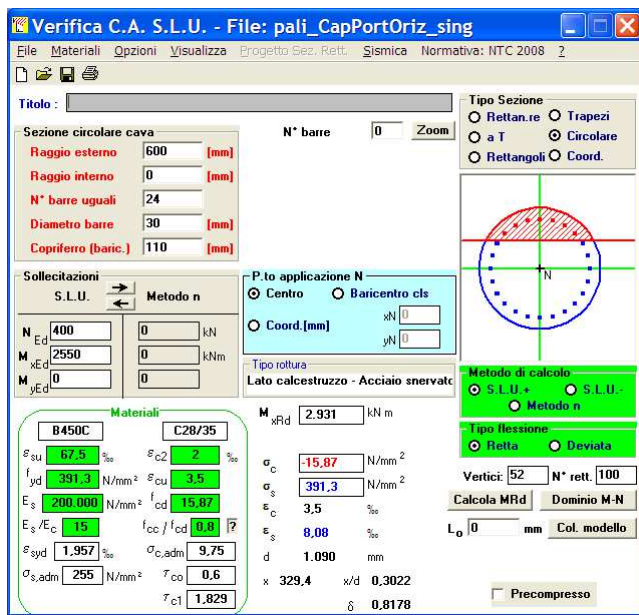 Verifica C.A. S.L.U. - File: pali_CapPortOriz_sing
File Materiali Opzioni Visualizza Progetto Sez. Rett. Sismica Normativa: NTC 2008 ?
Titolo :
Tipo Sezione
Rettan.re Trapezi
a T Circolare
Rettangoli Coord.
Sezione circolare cava
N° barre 0 Zoom
Raggio esterno 600 [mm]
Raggio interno 0 [mm]
N° barre uguali 24
Diametro barre 30 [mm]
Copriferro (baric.) 110 [mm]
N
Sollecitazioni
S.L.U. Metodo n
N Ed 400 0 kN
M xEd 2550 0 kNm
M yEd 0 0
P.to applicazione N
Centro Baricentro cls
Coord.[mm] xN 0
yN 0
Tipo rottura
Lato calcestruzzo - Acciaio snervato
Metodo di calcolo
S.L.U.+ S.L.U.-
Metodo n
Tipo flessione
Retta Deviata
Materiali
B450C C28/35
εsu 67,5 ‰ εc2 2 ‰
fyd 391,3 N/mm² εcu 3,5
Es 200.000 N/mm² fcd 15,87
Es/Ec 15 fcc / fcd 0,8 ?
εsyd 1,957 ‰ σc,adm 9,75
σs,adm 255 N/mm² τco 0,6
τc1 1,829
M xRd 2.931 kN m
σc -15,87 N/mm²
σs 391,3 N/mm²
εc 3,5 ‰
εs 8,08 ‰
d 1.090 mm
x 329,4 x/d 0,3022
δ 0,8178
Vertici: 52 N° rett. 100
Calcola MRd Dominio M-N
Lo 0 mm Col. modello
Precompresso